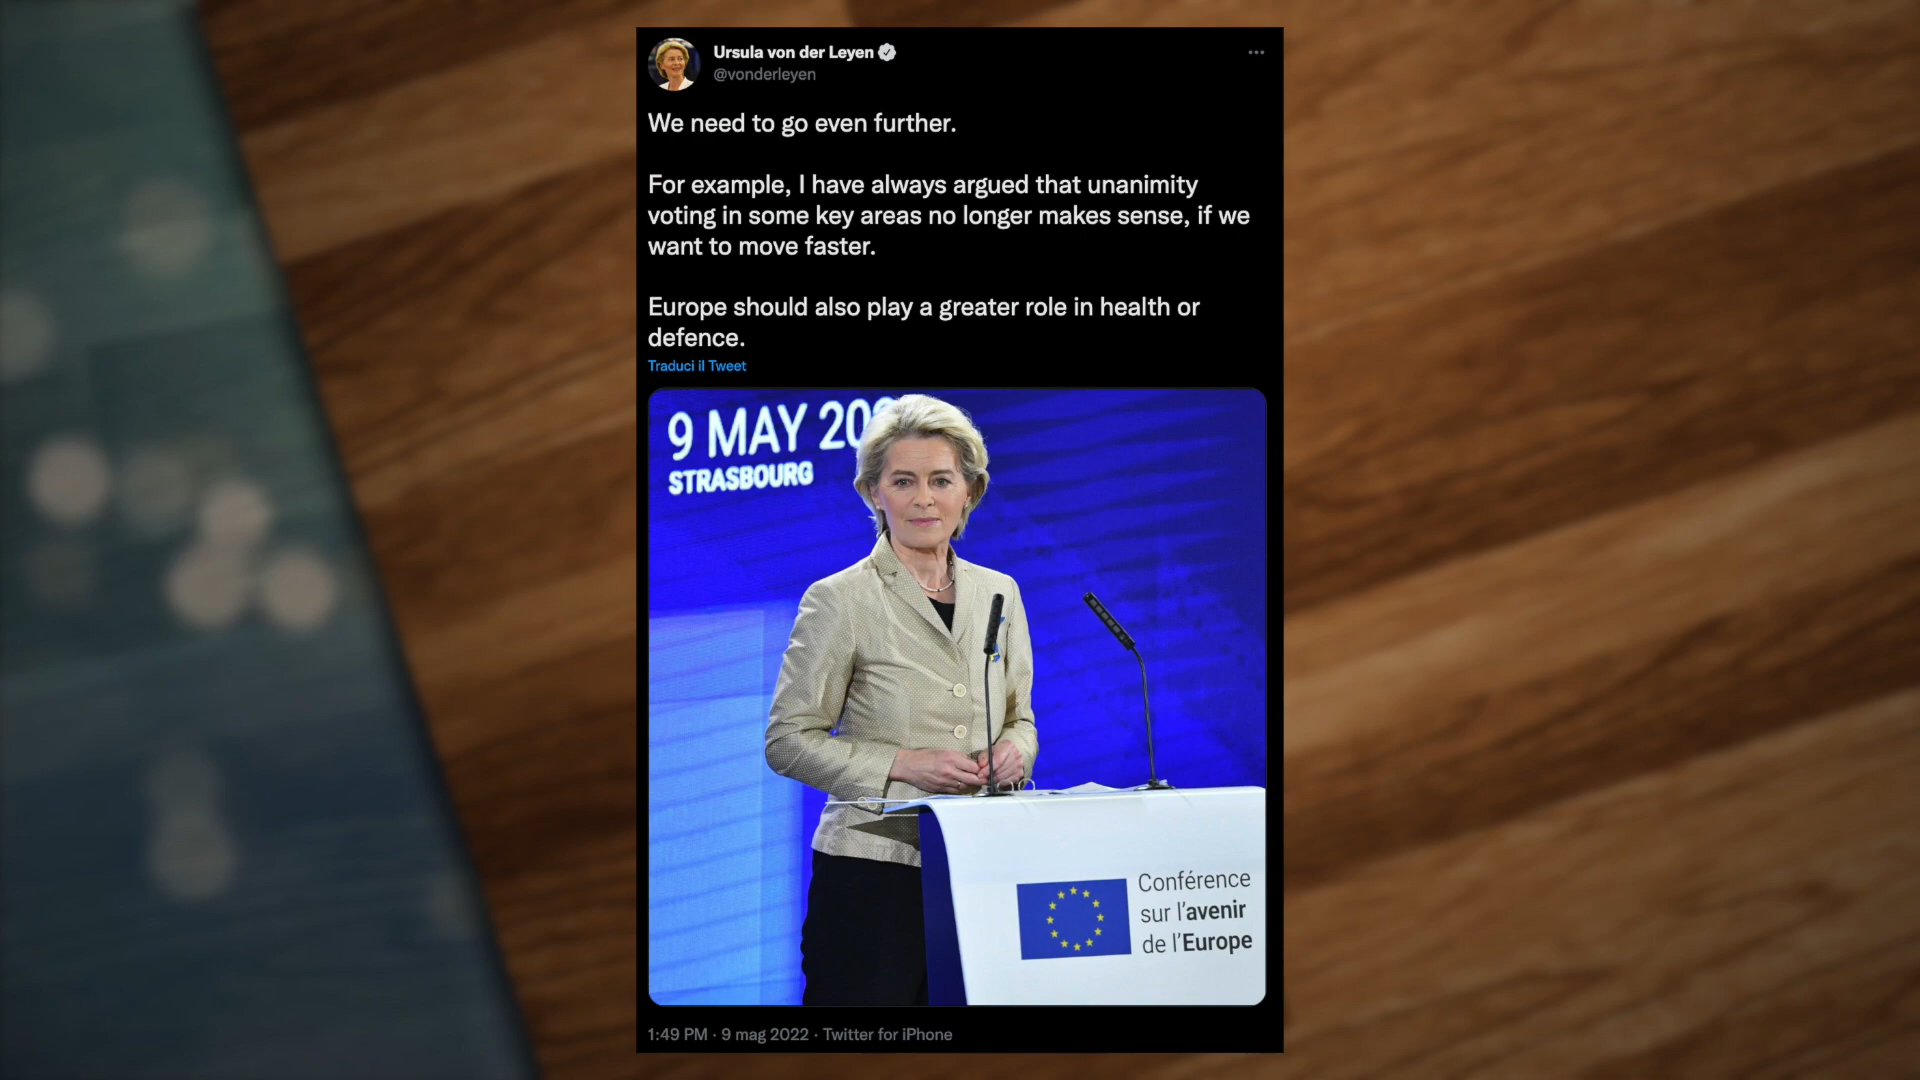 Ursula von der Leyen
@vonderleyen
We need to go even further.
For example, I have always argued that unanimity
voting in some key areas no longer makes sense, if we
want to move faster.
Europe should also play a greater role in health or
defence.
Traduci il Tweet
9 MAY 20
STRASBOURG
Conférence
sur l'avenir
de l'Europe
1:49 PM · 9 mag 2022 · Twitter for iPhone